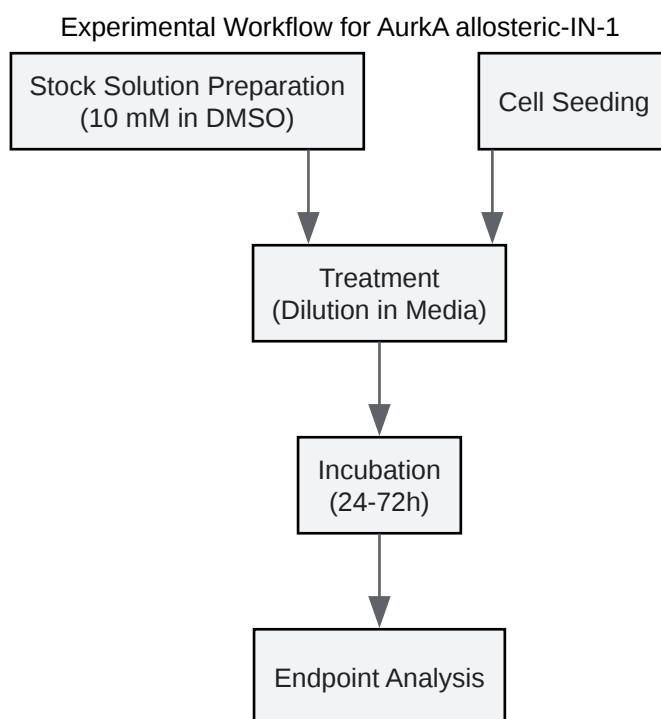 Experimental Workflow for AurkA allosteric-IN-1
Stock Solution Preparation
(10 mM in DMSO)
Cell Seeding
Treatment
(Dilution in Media)
Incubation
(24-72h)
Endpoint Analysis